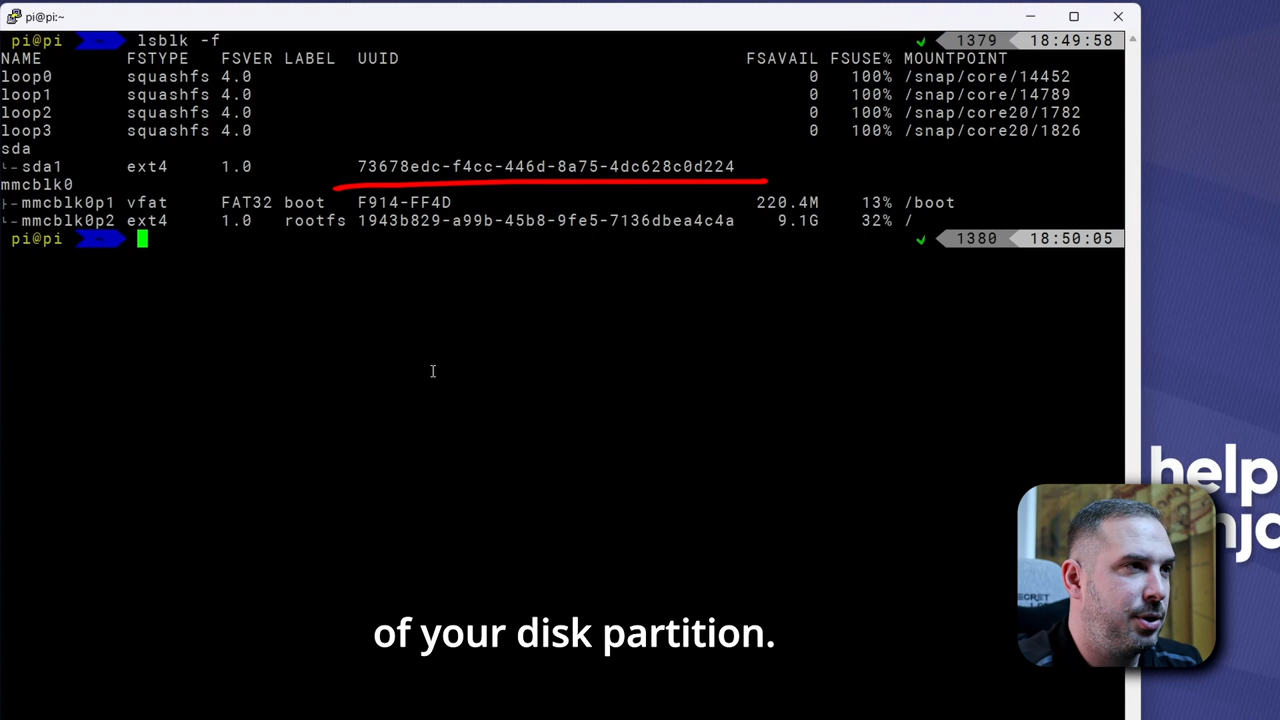 pi@pi:~
pi@pi ~ lsblk -f 1379 18:49:58
NAME FSTYPE FSVER LABEL UUID FSAVAIL FSUSE% MOUNTPOINT
loop0 squashfs 4.0 0 100% /snap/core/14452
loop1 squashfs 4.0 0 100% /snap/core/14789
loop2 squashfs 4.0 0 100% /snap/core20/1782
loop3 squashfs 4.0 0 100% /snap/core20/1826
sda
└─sda1 ext4 1.0 73678edc-f4cc-446d-8a75-4dc628c0d224
mmcblk0
├─mmcblk0p1 vfat FAT32 boot F914-FF4D 220.4M 13% /boot
└─mmcblk0p2 ext4 1.0 rootfs 1943b829-a99b-45b8-9fe5-7136dbea4c4a 9.1G 32% /
pi@pi ~ 1380 18:50:05
help
of your disk partition.